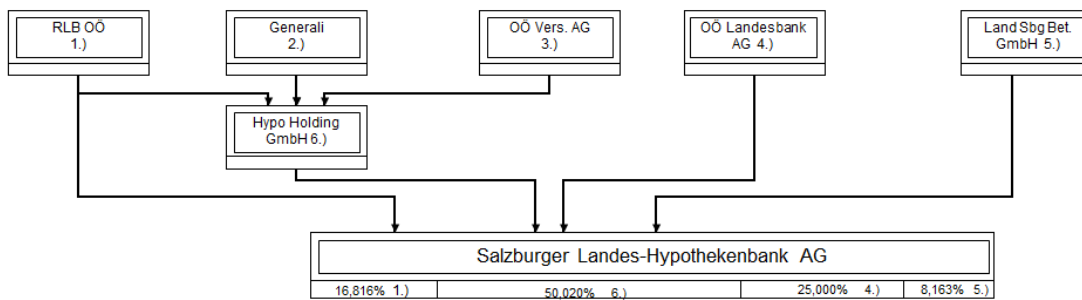 RLB OÖ
1.)
Generali
2.)
OÖ Vers. AG
3.)
OÖ Landesbank
AG 4.)
Land Sbg Bet.
GmbH 5.)
Hypo Holding
GmbH 6.)
Salzburger Landes-Hypothekenbank AG
16,816% 1.)
50,020% 6.)
25,000% 4.)
8,163% 5.)